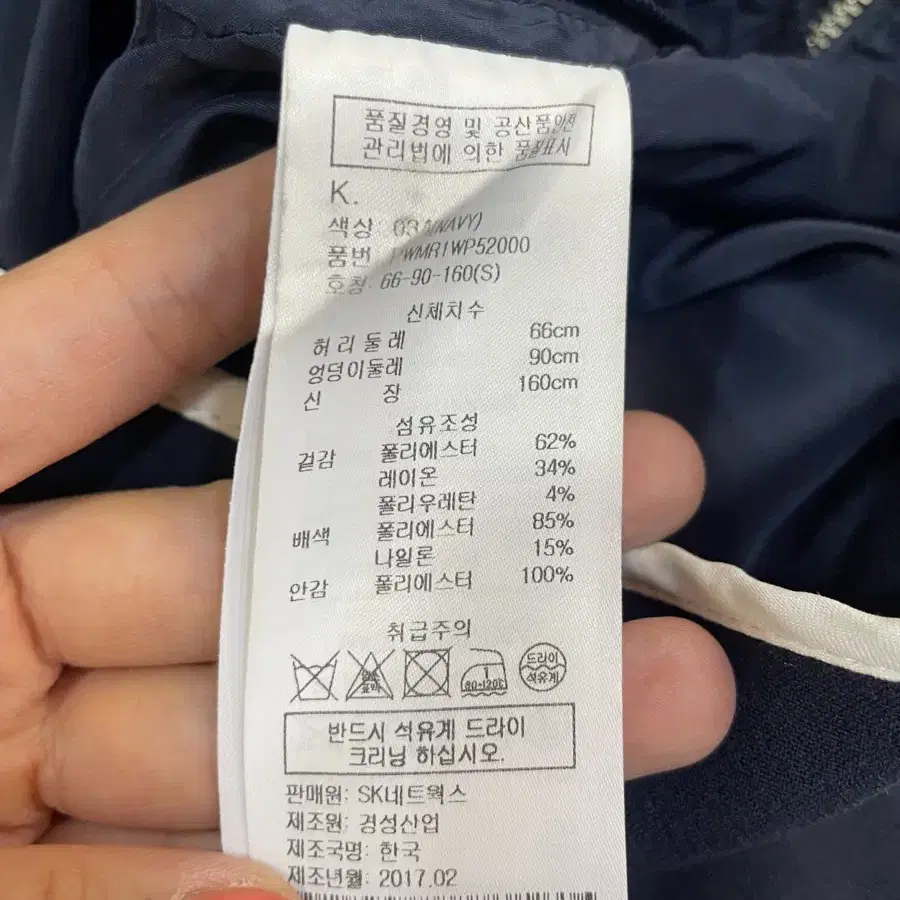 품질경영 및 공산품안전
관리법에 의한 품질표시
K.
색상: (NAVY)
품번 PWMR1WP52000
호칭: 66-90-160(S)
신체치수
허리둘레 66cm
엉덩이둘레 90cm
신장 160cm
섬유조성
겉감 폴리에스터 62%
레이온 34%
폴리우레탄 4%
배색 폴리에스터 85%
나일론 15%
안감 폴리에스터 100%
취급주의
염소 표백
1
80-120℃
드라이
석유계
반드시 석유계 드라이
크리닝 하십시오.
판매원: SK네트웍스
제조원: 경성산업
제조국명: 한국
제조년월: 2017.02